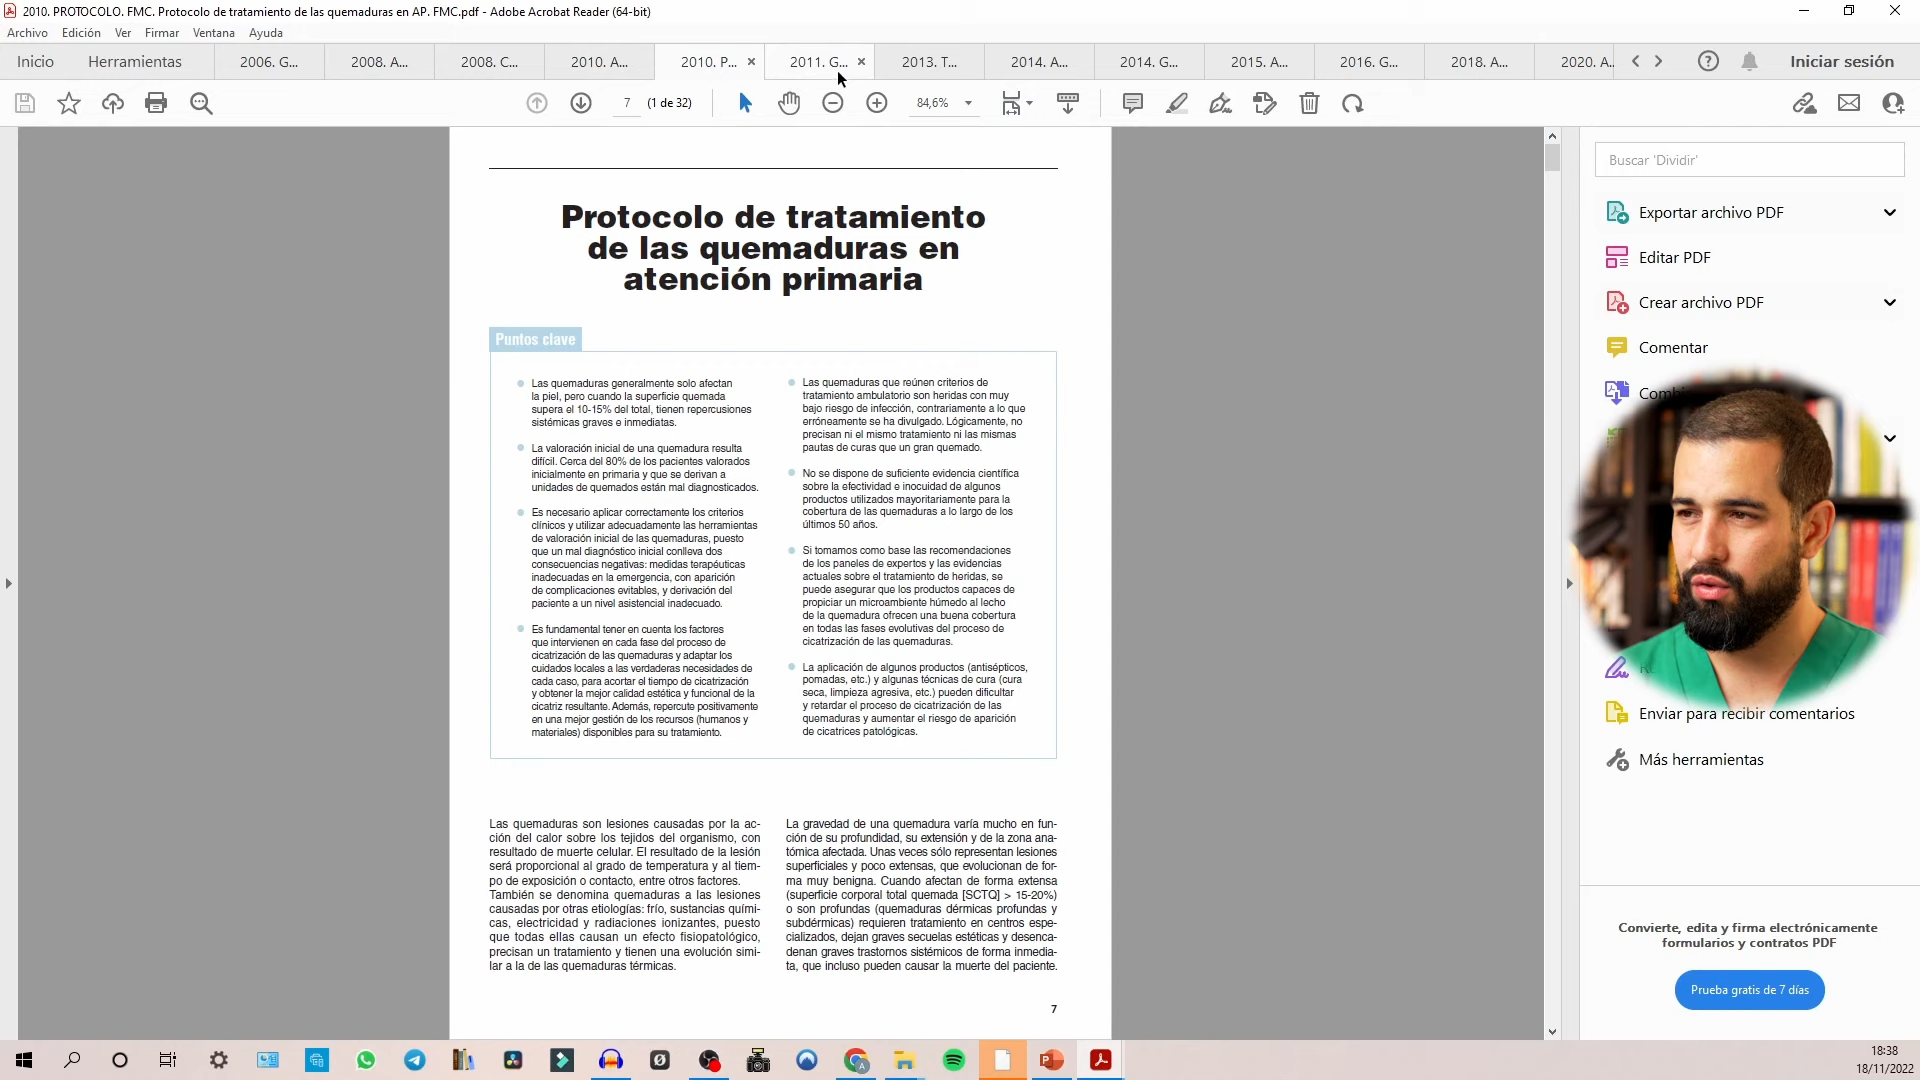 2010. PROTOCOLO. FMC. Protocolo de tratamiento de las quemaduras en AP. FMC.pdf - Adobe Acrobat Reader (64-bit)
Archivo Edición Ver Firmar Ventana Ayuda
Inicio Herramientas 2006. G... 2008. A... 2008. C... 2010. A... 2010. P... 2011. G... 2013. T... 2014. A... 2014. G... 2015. A... 2016. G... 2018. A... 2020. A. Iniciar sesión
7 (1 de 32) 84,6%
Protocolo de tratamiento
de las quemaduras en
atención primaria
Puntos clave
Las quemaduras generalmente solo afectan
la piel, pero cuando la superficie quemada
supera el 10-15% del total, tienen repercusiones
sistémicas graves e inmediatas.
La valoración inicial de una quemadura resulta
difícil. Cerca del 80% de los pacientes valorados
inicialmente en primaria y que se derivan a
unidades de quemados están mal diagnosticados.
Es necesario aplicar correctamente los criterios
clínicos y utilizar adecuadamente las herramientas
de valoración inicial de las quemaduras, puesto
que un mal diagnóstico inicial conlleva dos
consecuencias negativas: medidas terapéuticas
inadecuadas en la emergencia, con aparición
de complicaciones evitables, y derivación del
paciente a un nivel asistencial inadecuado.
Es fundamental tener en cuenta los factores
que intervienen en cada fase del proceso de
cicatrización de las quemaduras y adaptar los
cuidados locales a las verdaderas necesidades de
cada caso, para acortar el tiempo de cicatrización
y obtener la mejor calidad estética y funcional de la
cicatriz resultante. Además, repercute positivamente
en una mejor gestión de los recursos (humanos y
materiales) disponibles para su tratamiento.
Las quemaduras que reúnen criterios de
tratamiento ambulatorio son heridas con muy
bajo riesgo de infección, contrariamente a lo que
erróneamente se ha divulgado. Lógicamente, no
precisan ni el mismo tratamiento ni las mismas
pautas de curas que un gran quemado.
No se dispone de suficiente evidencia científica
sobre la efectividad e inocuidad de algunos
productos utilizados mayoritariamente para la
cobertura de las quemaduras a lo largo de los
últimos 50 años.
Si tomamos como base las recomendaciones
de los paneles de expertos y las evidencias
actuales sobre el tratamiento de heridas, se
puede asegurar que los productos capaces de
propiciar un microambiente húmedo al lecho
de la quemadura ofrecen una buena cobertura
en todas las fases evolutivas del proceso de
cicatrización de las quemaduras.
La aplicación de algunos productos (antisépticos,
pomadas, etc.) y algunas técnicas de cura (cura
seca, limpieza agresiva, etc.) pueden dificultar
y retardar el proceso de cicatrización de las
quemaduras y aumentar el riesgo de aparición
de cicatrices patológicas.
Las quemaduras son lesiones causadas por la ac-
ción del calor sobre los tejidos del organismo, con
resultado de muerte celular. El resultado de la lesión
será proporcional al grado de temperatura y al tiem-
po de exposición o contacto, entre otros factores.
También se denomina quemaduras a las lesiones
causadas por otras etiologías: frío, sustancias quími-
cas, electricidad y radiaciones ionizantes, puesto
que todas ellas causan un efecto fisiopatológico,
precisan un tratamiento y tienen una evolución simi-
lar a la de las quemaduras térmicas.
La gravedad de una quemadura varía mucho en fun-
ción de su profundidad, su extensión y de la zona ana-
tómica afectada. Unas veces sólo representan lesiones
superficiales y poco extensas, que evolucionan de for-
ma muy benigna. Cuando afectan de forma extensa
(superficie corporal total quemada [SCTQ] > 15-20%)
o son profundas (quemaduras dérmicas profundas y
subdérmicas) requieren tratamiento en centros espe-
cializados, dejan graves secuelas estéticas y desenca-
denan graves trastornos sistémicos de forma inmedia-
ta, que incluso pueden causar la muerte del paciente.
7
Buscar 'Dividir'
Exportar archivo PDF
Editar PDF
Crear archivo PDF
Comentar
Enviar para recibir comentarios
Más herramientas
Convierte, edita y firma electrónicamente
formularios y contratos PDF
Prueba gratis de 7 días
18:38
18/11/2022